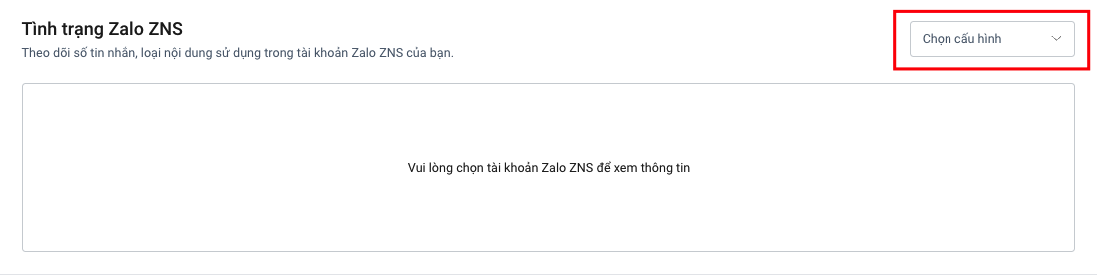 Tình trạng Zalo ZNS
Chọn cấu hình
Theo dõi số tin nhắn, loại nội dung sử dụng trong tài khoản Zalo ZNS của bạn.
Vui lòng chọn tài khoản Zalo ZNS để xem thông tin